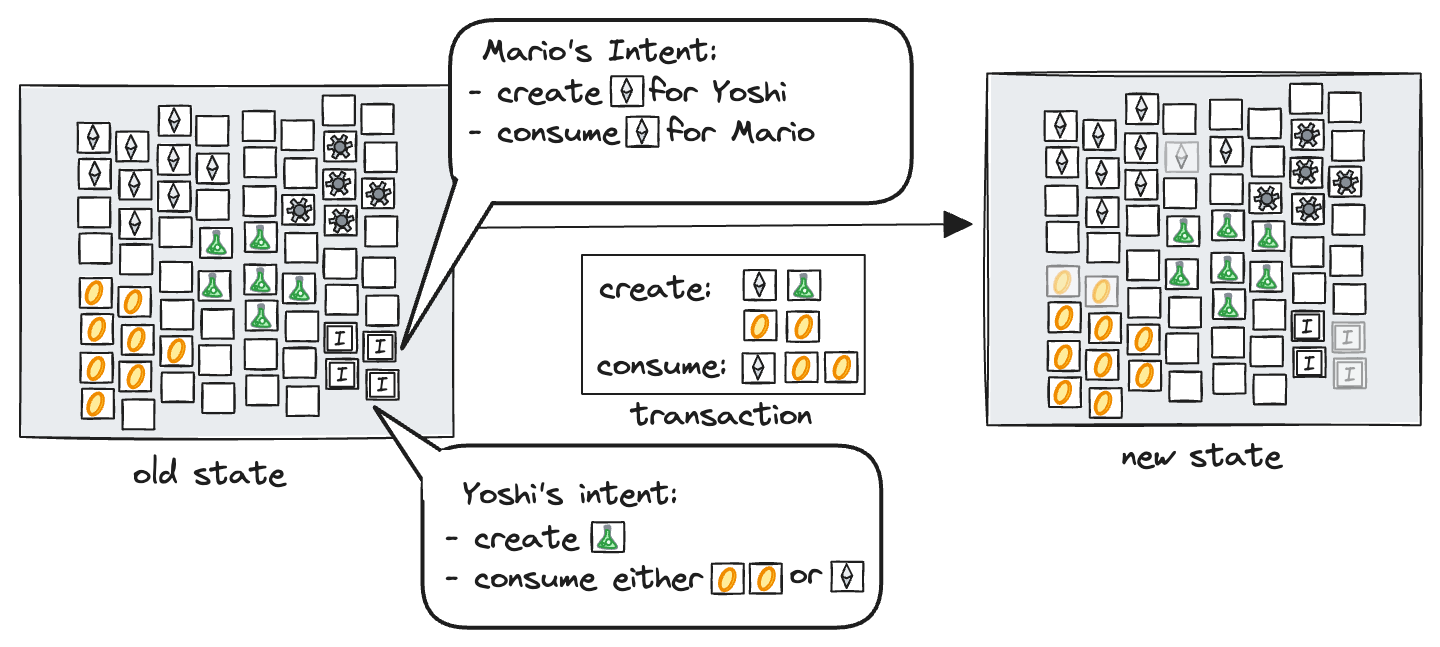 Mario's Intent:
- create for Yoshi
- consume for Mario
create:
consume:
transaction
I I
I I
old state
Yoshi's intent:
- create
- consume either or
I I
I I
new state